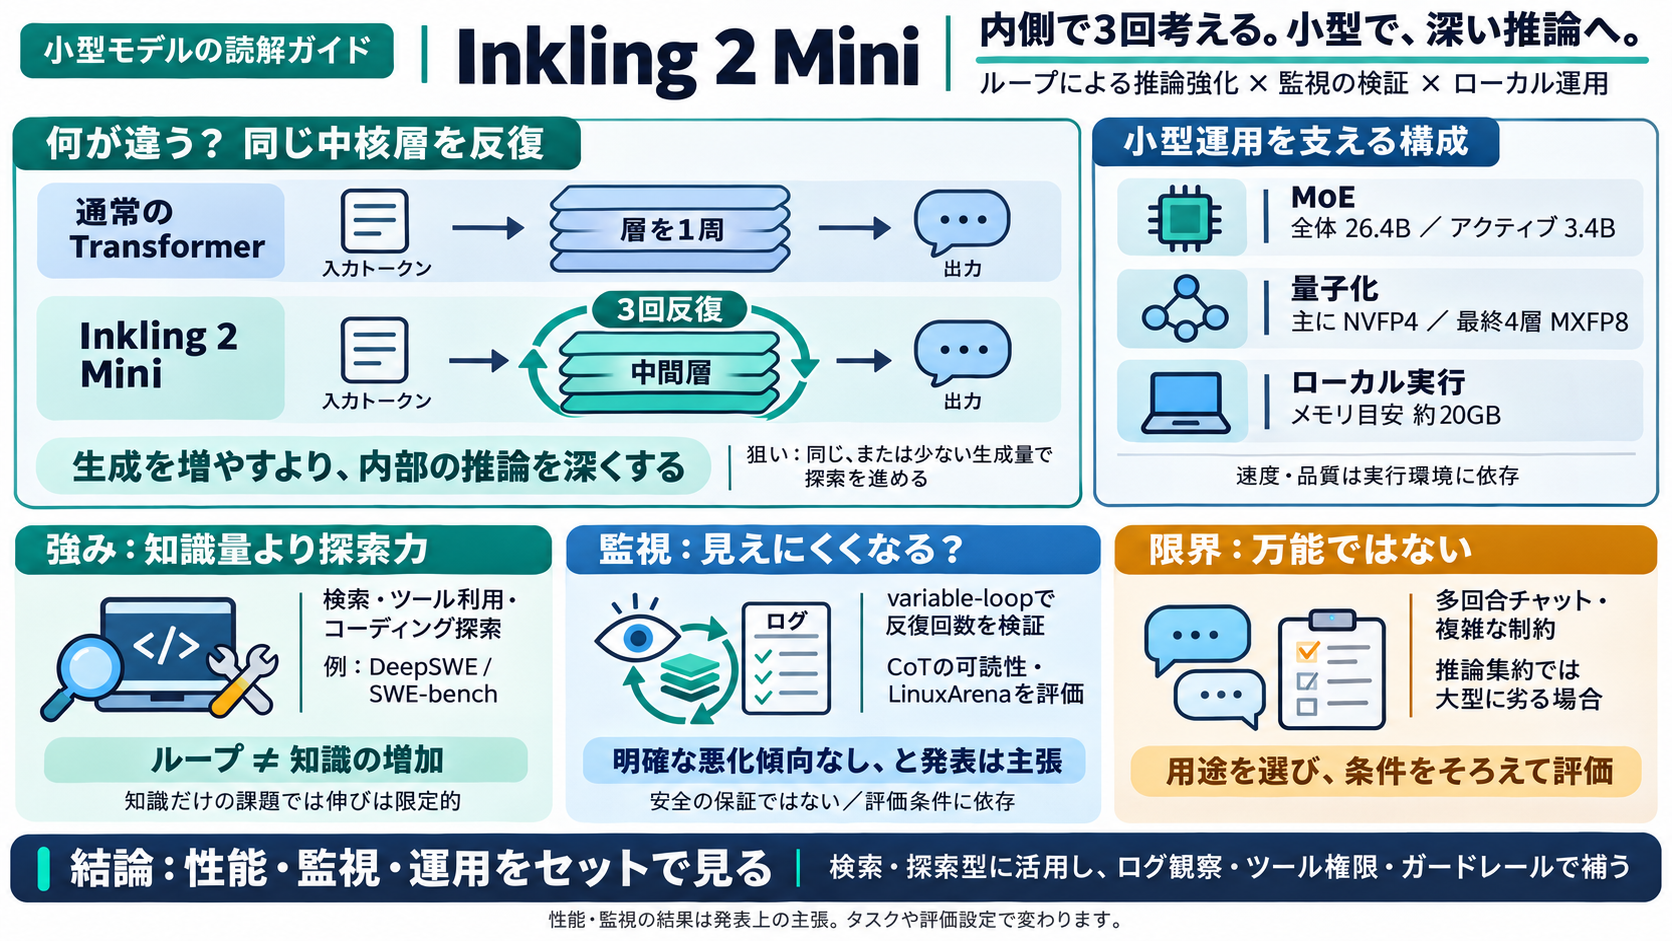 小型モデルの読解ガイド
Inkling 2 Mini
内側で3回考える。小型で、深い推論へ。
ループによる推論強化 × 監視の検証 × ローカル運用
何が違う？ 同じ中核層を反復
通常の
Transformer
入力トークン
層を1周
出力
Inkling 2
Mini
入力トークン
3回反復
中間層
出力
生成を増やすより、内部の推論を深くする
狙い：同じ、または少ない生成量で
探索を進める
小型運用を支える構成
MoE
全体 26.4B ／ アクティブ 3.4B
量子化
主に NVFP4 ／ 最終4層 MXFP8
ローカル実行
メモリ目安 約20GB
速度・品質は実行環境に依存
強み：知識量より探索力
</>
検索・ツール利用・
コーディング探索
例：DeepSWE /
SWE-bench
ループ ≠ 知識の増加
知識だけの課題では伸びは限定的
監視：見えにくくなる？
ログ
variable-loopで
反復回数を検証
CoTの可読性・
LinuxArenaを評価
明確な悪化傾向なし、と発表は主張
安全の保証ではない／評価条件に依存
限界：万能ではない
多回合チャット・
複雑な制約
推論集約では
大型に劣る場合
用途を選び、条件をそろえて評価
結論：性能・監視・運用をセットで見る
検索・探索型に活用し、ログ観察・ツール権限・ガードレールで補う
性能・監視の結果は発表上の主張。タスクや評価設定で変わります。